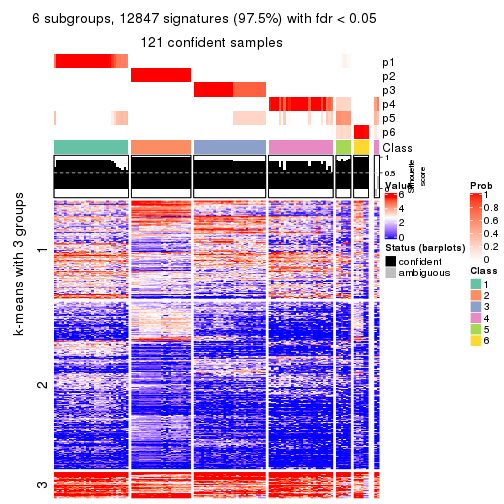 6 subgroups, 12847 signatures (97.5%) with fdr < 0.05
121 confident samples
p1
p2
p3
p4
p5
p6
Class
1
0.5
0
Silhouette
score
k-means with 3 groups
1
2
3
Value
6
4
2
0
Status (barplots)
confident
ambiguous
Prob
1
0.8
0.6
0.4
0.2
0
Class
1
2
3
4
5
6